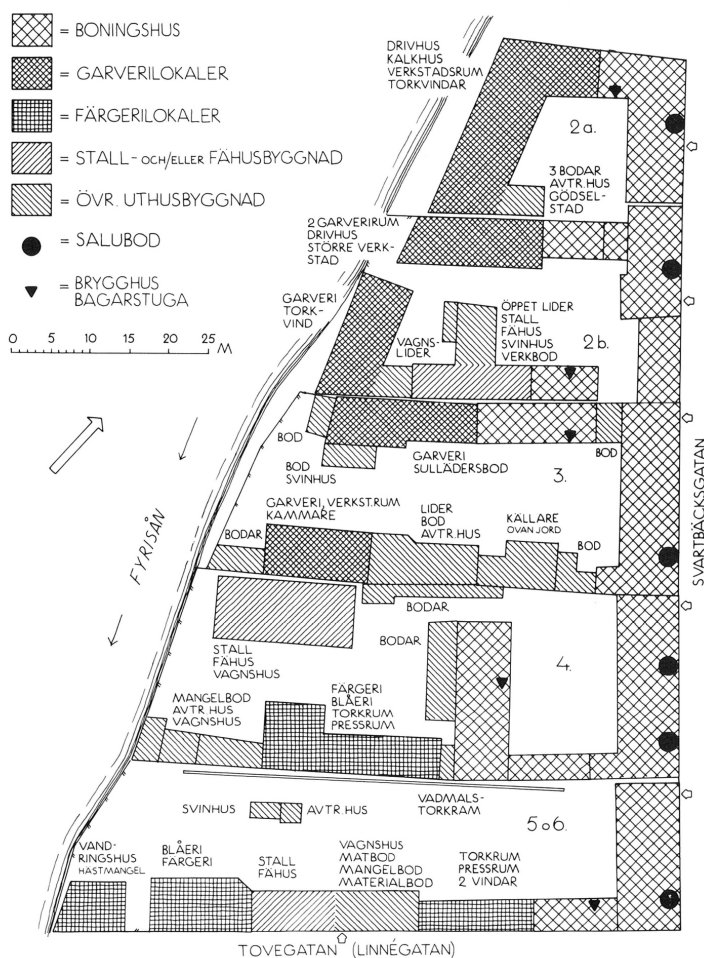 = BONINGSHUS
= GARVERILOKALER
= FÄRGERILOKALER
= STALL- OCH/ELLER FÄHUSBYGGNAD
= ÖVR. UTHUSBYGGNAD
= SALUBOD
= BRYGGHUS
BAGARSTUGA
0 5 10 15 20 25 M
DRIVHUS
KALKHUS
VERKSTADSRUM
TORKVINDAR
2a.
3 BODAR
AVTR.HUS
GÖDSEL-
STAD
2 GARVERIRUM
DRIVHUS
STÖRRE VERK-
STAD
GARVERI
TORK-
VIND
VAGNS-
LIDER
ÖPPET LIDER
STALL
FÄHUS
SVINHUS
VERKBOD
2b.
BOD
BOD
SVINHUS
GARVERI
SULLÄDERSBOD
BOD
3.
GARVERI, VERKST.RUM
KAMMARE
BODAR
LIDER
BOD
AVTR.HUS
KÄLLARE
OVAN JORD
BOD
FYRISÅN
SVARTBÄCKSGATAN
STALL
FÄHUS
VAGNSHUS
BODAR
BODAR
4.
MANGELBOD
AVTR. HUS
VAGNSHUS
FÄRGERI
BLÅERI
TORKRUM
PRESSRUM
SVINHUS
AVTR.HUS
VADMALS-
TORKRAM
5 o 6.
VAND-
RINGSHUS
HÄSTMANGEL
BLÅERI
FÄRGERI
STALL
FÄHUS
VAGNSHUS
MATBOD
MANGELBOD
MATERIALBOD
TORKRUM
PRESSRUM
2 VINDAR
TOVEGATAN (LINNÉGATAN)